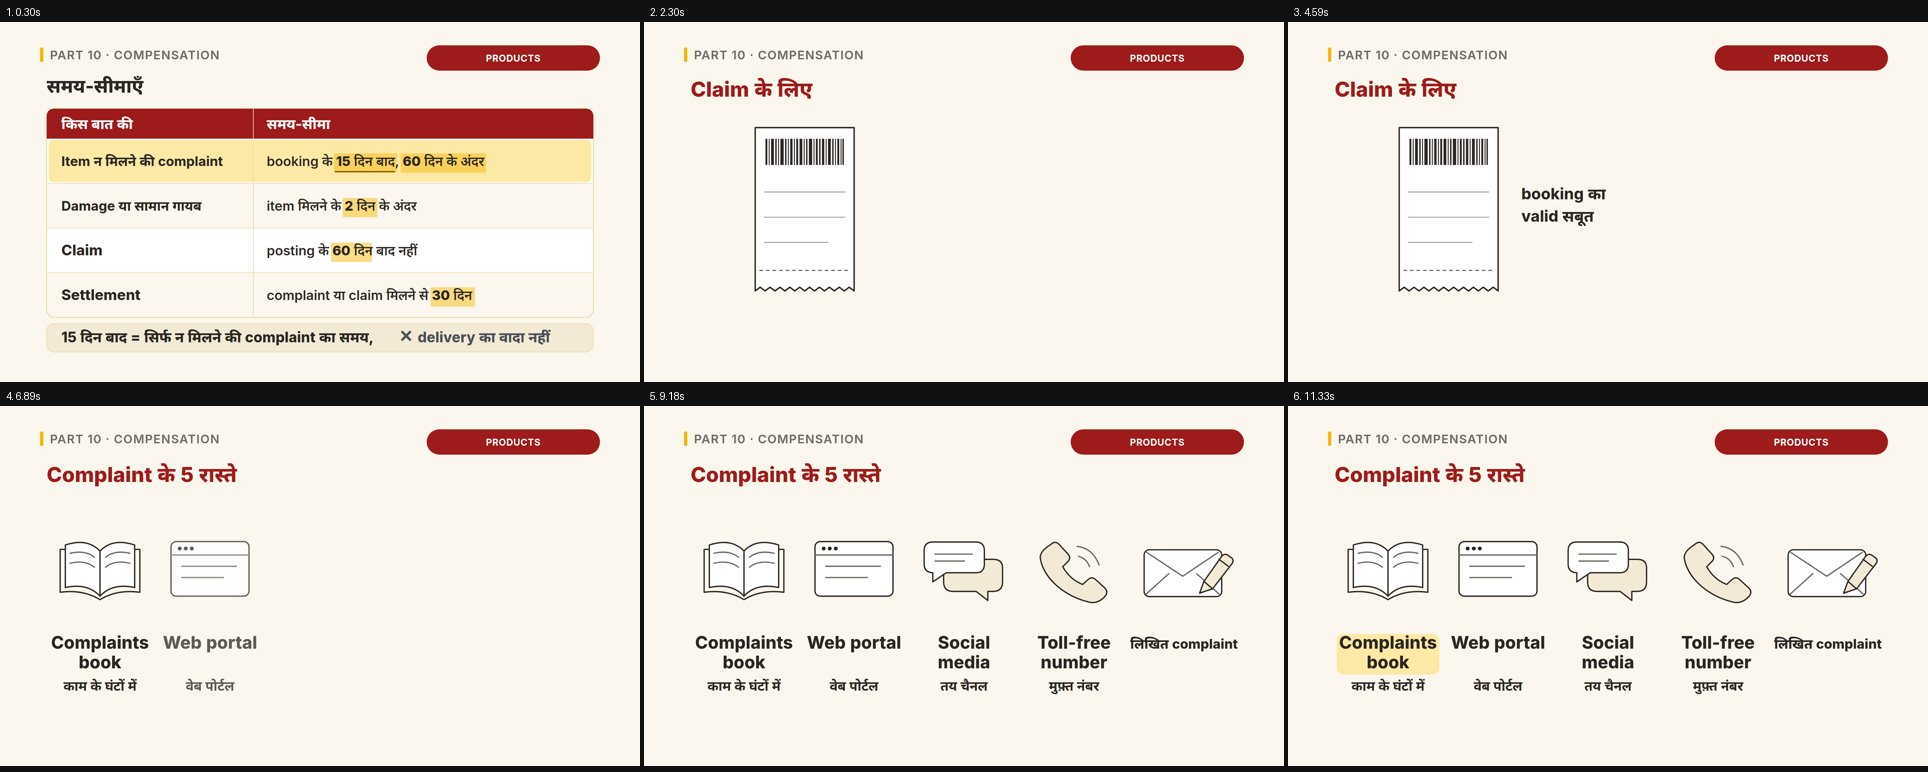 1. 0.30s
PART 10 · COMPENSATION
PRODUCTS
समय-सीमाएँ
किस बात की
समय-सीमा
Item न मिलने की complaint
booking के 15 दिन बाद, 60 दिन के अंदर
Damage या सामान गायब
item मिलने के 2 दिन के अंदर
Claim
posting के 60 दिन बाद नहीं
Settlement
complaint या claim मिलने से 30 दिन
15 दिन बाद = सिर्फ न मिलने की complaint का समय, ✕ delivery का वादा नहीं
2. 2.30s
PART 10 · COMPENSATION
PRODUCTS
Claim के लिए
3. 4.59s
PART 10 · COMPENSATION
PRODUCTS
Claim के लिए
booking का
valid सबूत
4. 6.89s
PART 10 · COMPENSATION
PRODUCTS
Complaint के 5 रास्ते
Complaints
book
काम के घंटों में
Web portal
वेब पोर्टल
5. 9.18s
PART 10 · COMPENSATION
PRODUCTS
Complaint के 5 रास्ते
Complaints
book
काम के घंटों में
Web portal
वेब पोर्टल
Social
media
तय चैनल
Toll-free
number
मुफ़्त नंबर
लिखित complaint
6. 11.33s
PART 10 · COMPENSATION
PRODUCTS
Complaint के 5 रास्ते
Complaints
book
काम के घंटों में
Web portal
वेब पोर्टल
Social
media
तय चैनल
Toll-free
number
मुफ़्त नंबर
लिखित complaint